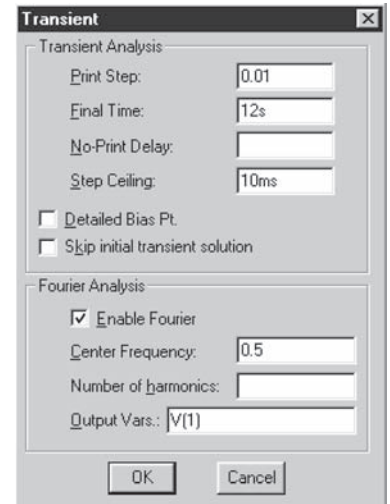 Transient
Transient Analysis
Print Step: 0.01
Final Time: 12s
No-Print Delay:
Step Ceiling: 10ms
Detailed Bias Pt.
Skip initial transient solution
Fourier Analysis
Enable Fourier
Center Frequency: 0.5
Number of harmonics:
Output Vars.: V(1)
OK Cancel